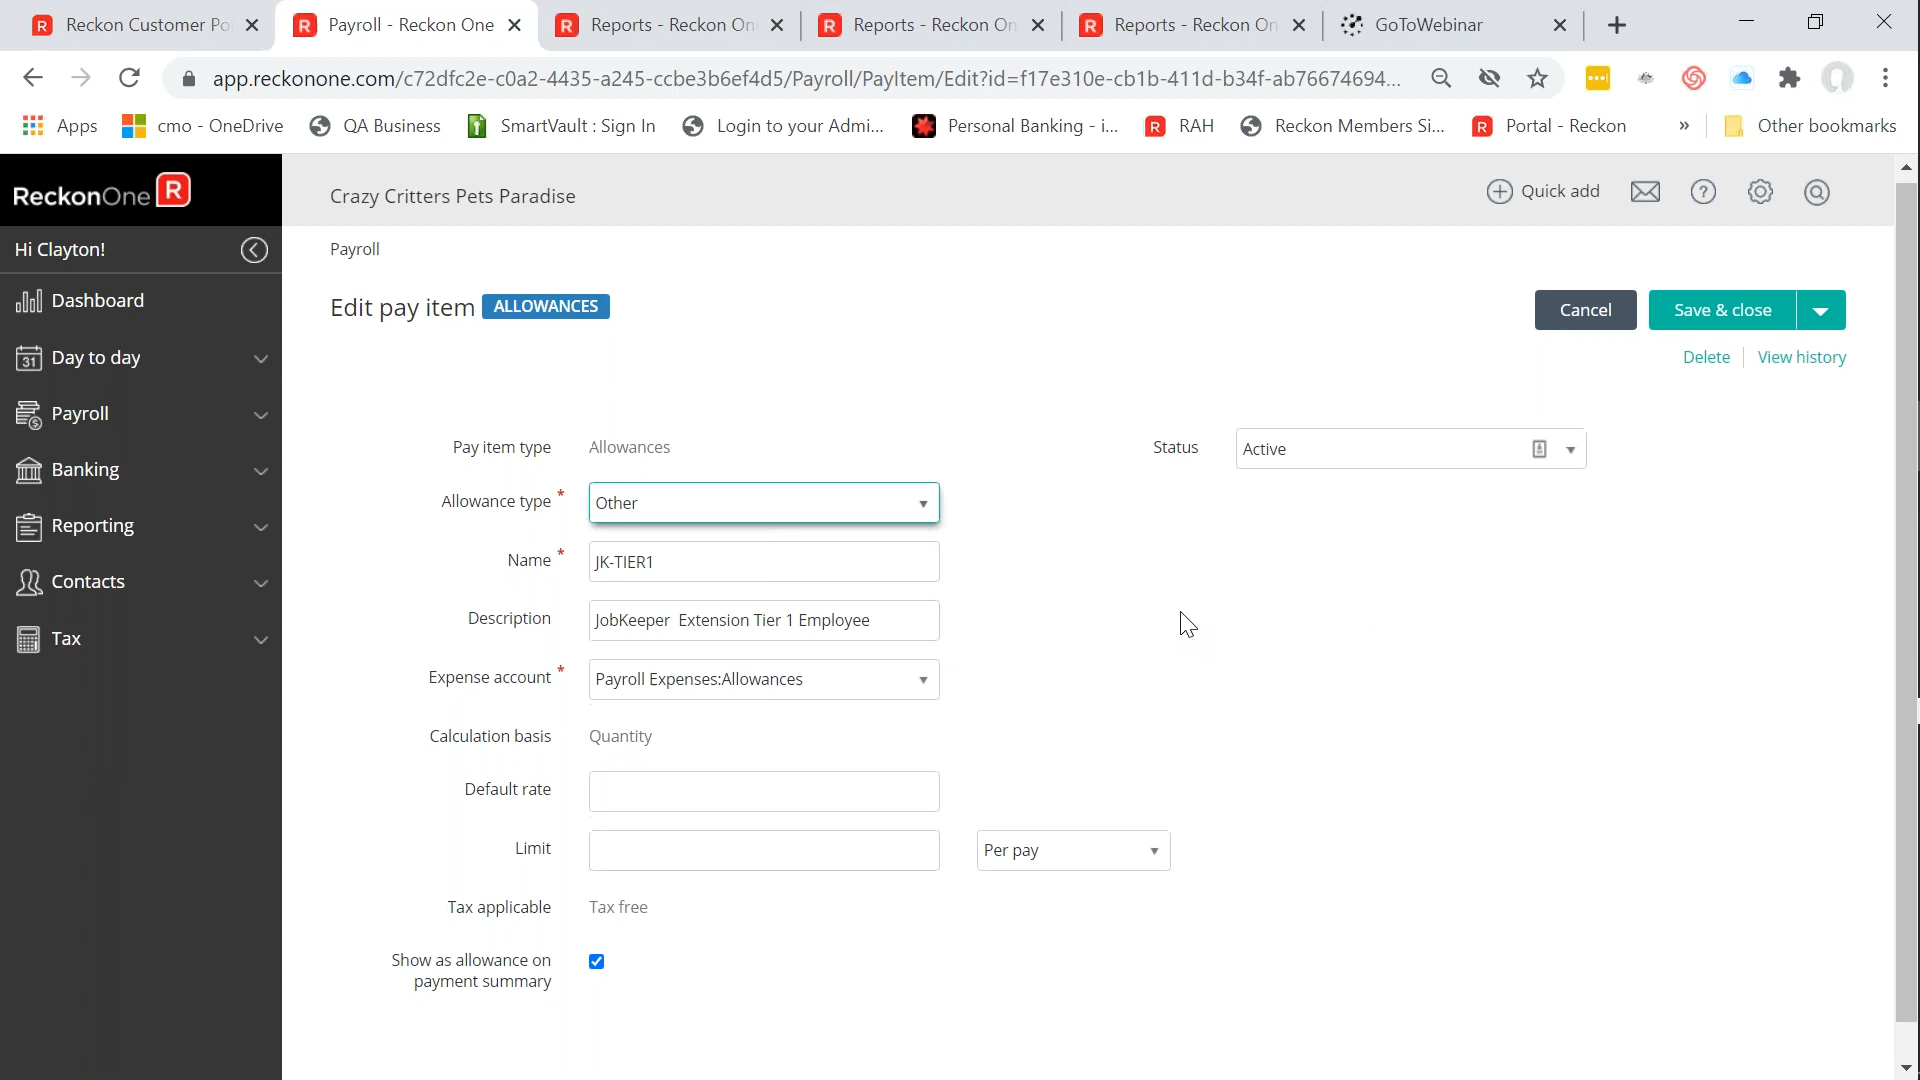 Reckon Customer Po
Payroll - Reckon One
Reports - Reckon On
Reports - Reckon On
Reports - Reckon On
GoToWebinar
app.reckonone.com/c72dfc2e-c0a2-4435-a245-ccbe3b6ef4d5/Payroll/PayItem/Edit?id=f17e310e-cb1b-411d-b34f-ab76674694...
Apps
cmo - OneDrive
QA Business
SmartVault : Sign In
Login to your Admi...
Personal Banking - i...
RAH
Reckon Members Si...
Portal - Reckon
»
Other bookmarks
ReckonOne R
Crazy Critters Pets Paradise
Quick add
Hi Clayton!
Dashboard
Day to day
Payroll
Banking
Reporting
Contacts
Tax
Payroll
Edit pay item ALLOWANCES
Cancel
Save & close
Delete
View history
Pay item type Allowances
Status Active
Allowance type * Other
Name * JK-TIER1
Description JobKeeper Extension Tier 1 Employee
Expense account * Payroll Expenses:Allowances
Calculation basis Quantity
Default rate
Limit Per pay
Tax applicable Tax free
Show as allowance on
payment summary